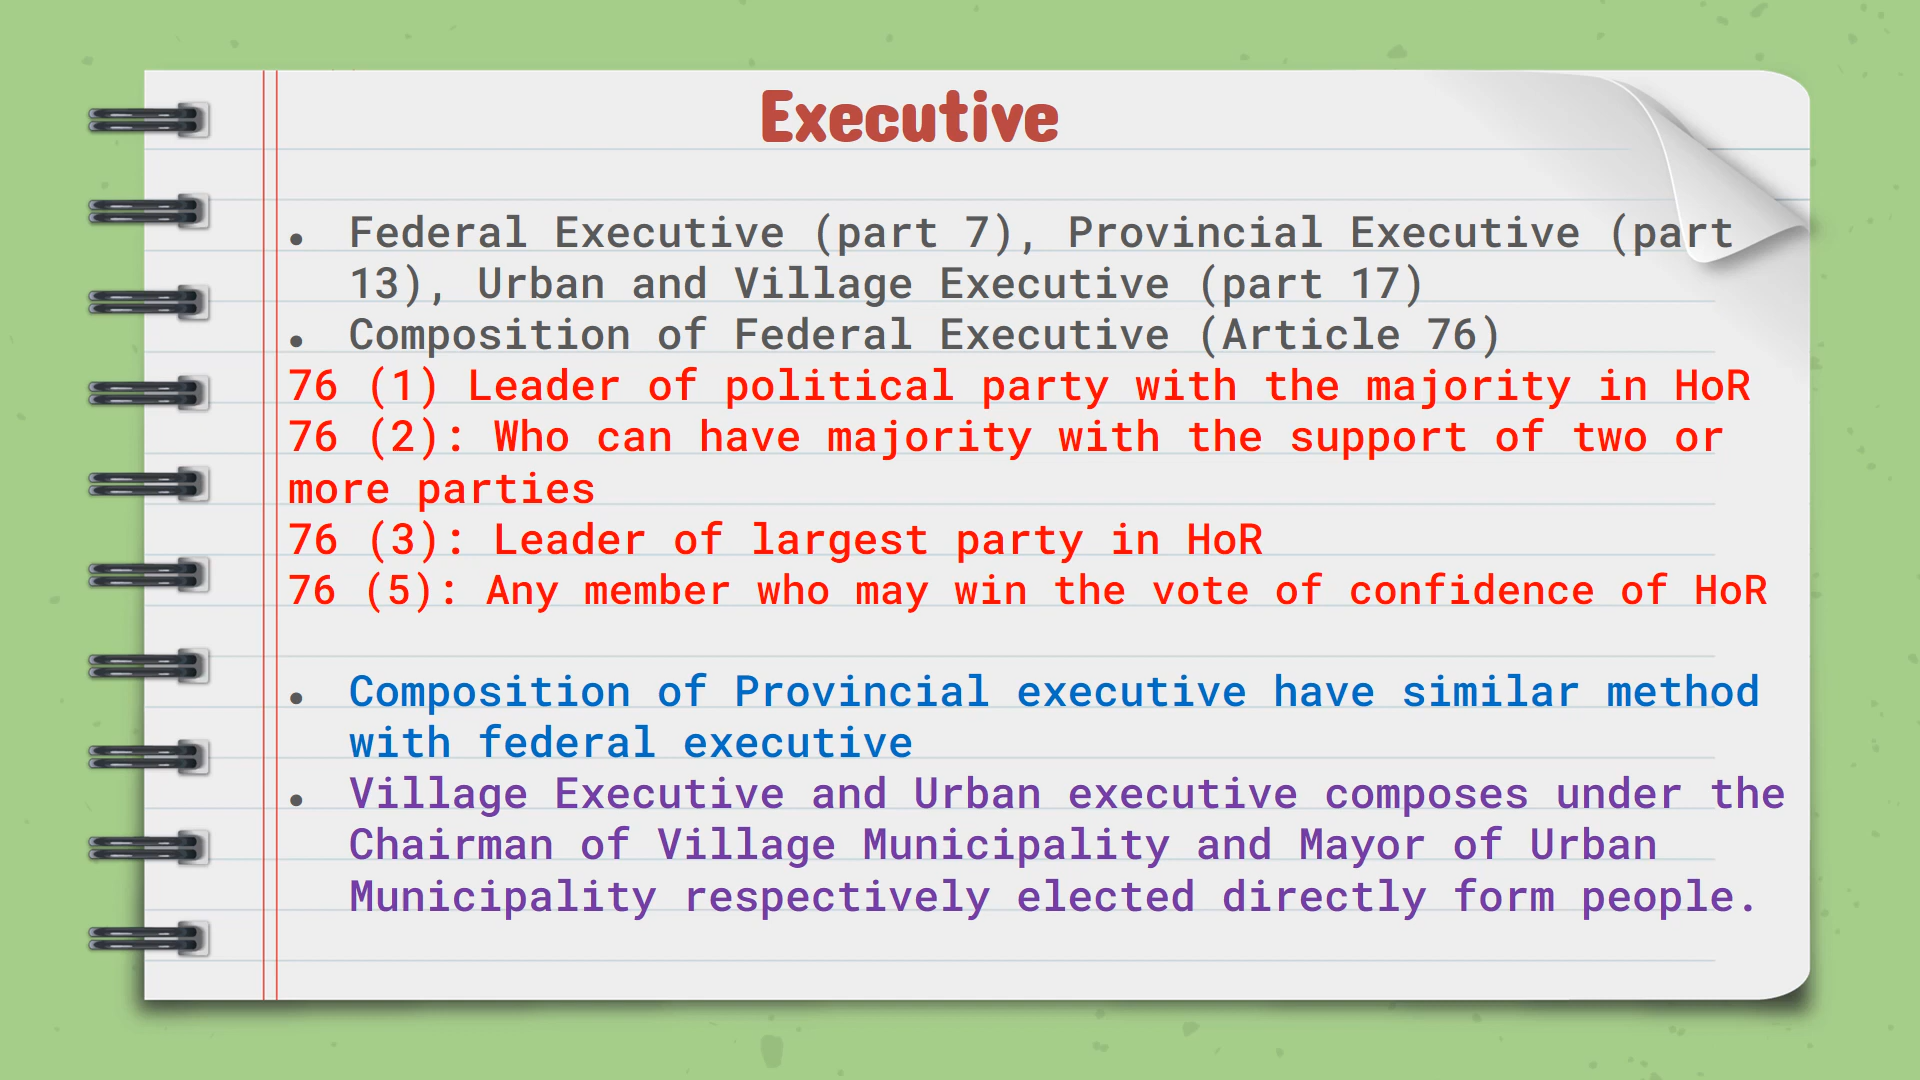 Executive
• Federal Executive (part 7), Provincial Executive (part
13), Urban and Village Executive (part 17)
• Composition of Federal Executive (Article 76)
76 (1) Leader of political party with the majority in HoR
76 (2): Who can have majority with the support of two or
more parties
76 (3): Leader of largest party in HoR
76 (5): Any member who may win the vote of confidence of HoR
• Composition of Provincial executive have similar method
with federal executive
• Village Executive and Urban executive composes under the
Chairman of Village Municipality and Mayor of Urban
Municipality respectively elected directly form people.